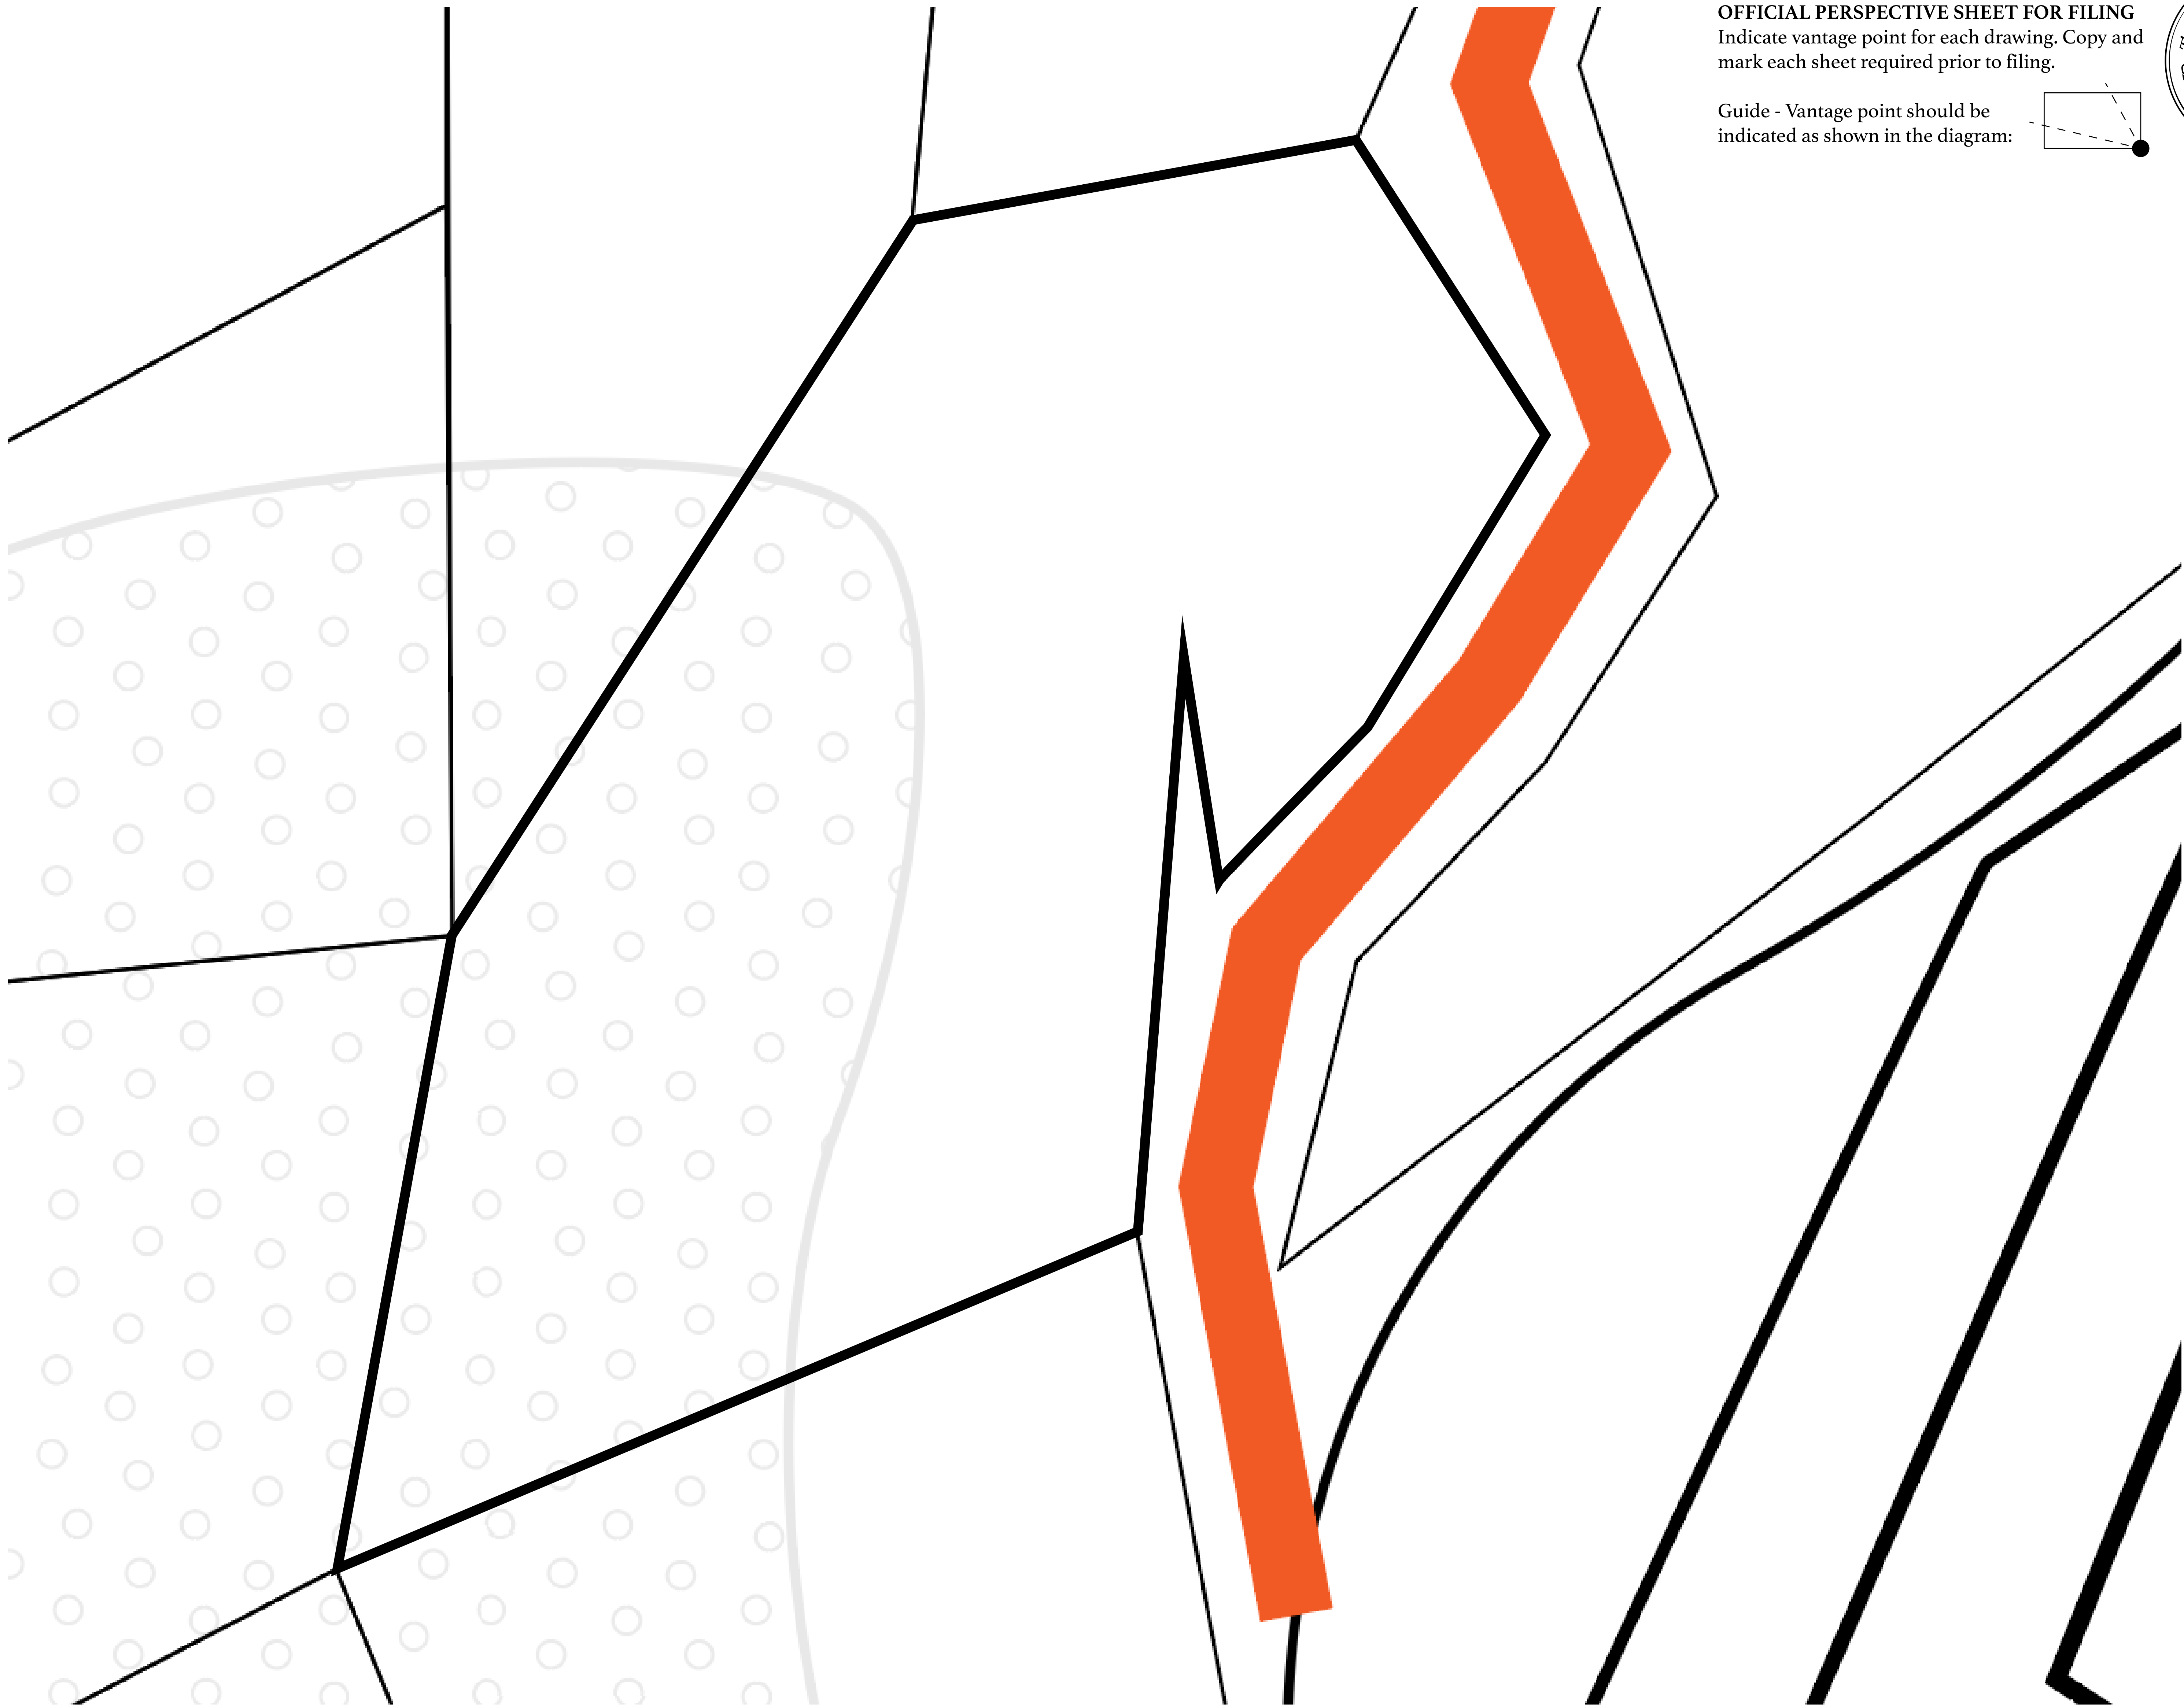 OFFICIAL PERSPECTIVE SHEET FOR FILING
Indicate vantage point for each drawing. Copy and
mark each sheet required prior to filing.
Guide - Vantage point should be
indicated as shown in the diagram: